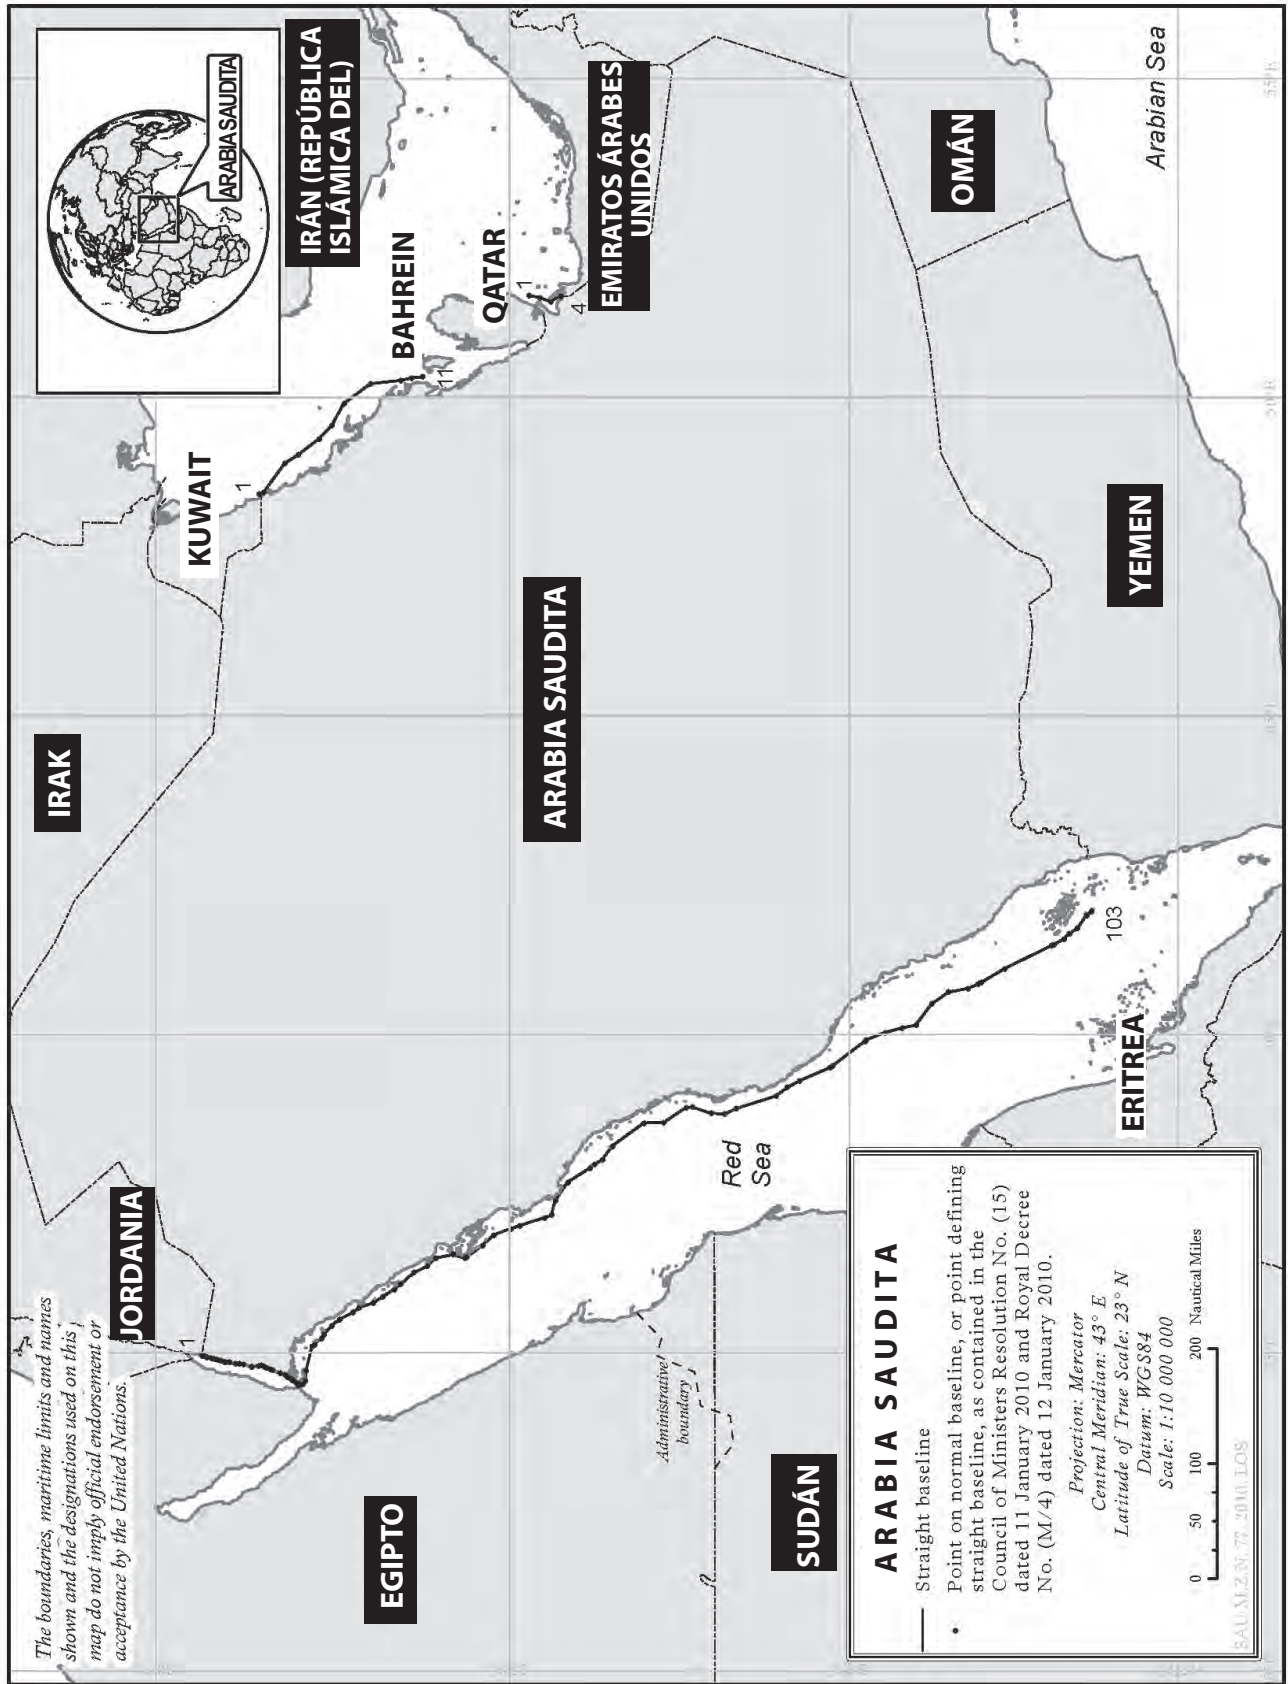 The boundaries, maritime limits and names
shown and the designations used on this
map do not imply official endorsement or
acceptance by the United Nations.
IRAK
ARABIA SAUDITA
IRÁN (REPÚBLICA
ISLÁMICA DEL)
KUWAIT
1
BAHREIN
11
QATAR
1
4
EMIRATOS ÁRABES
UNIDOS
JORDANIA
1
EGIPTO
ARABIA SAUDITA
OMÁN
Arabian Sea
YEMEN
Red
Sea
Administrative
boundary
SUDÁN
103
ERITREA
ARABIA SAUDITA
Straight baseline
Point on normal baseline, or point defining
straight baseline, as contained in the
Council of Ministers Resolution No. (15)
dated 11 January 2010 and Royal Decree
No. (M/4) dated 12 January 2010.
Projection: Mercator
Central Meridian: 43° E
Latitude of True Scale: 23° N
Datum: WGS84
Scale: 1:10 000 000
0 50 100 200 Nautical Miles
SAU M.Z.N. 77. 2010. LOS
55°E